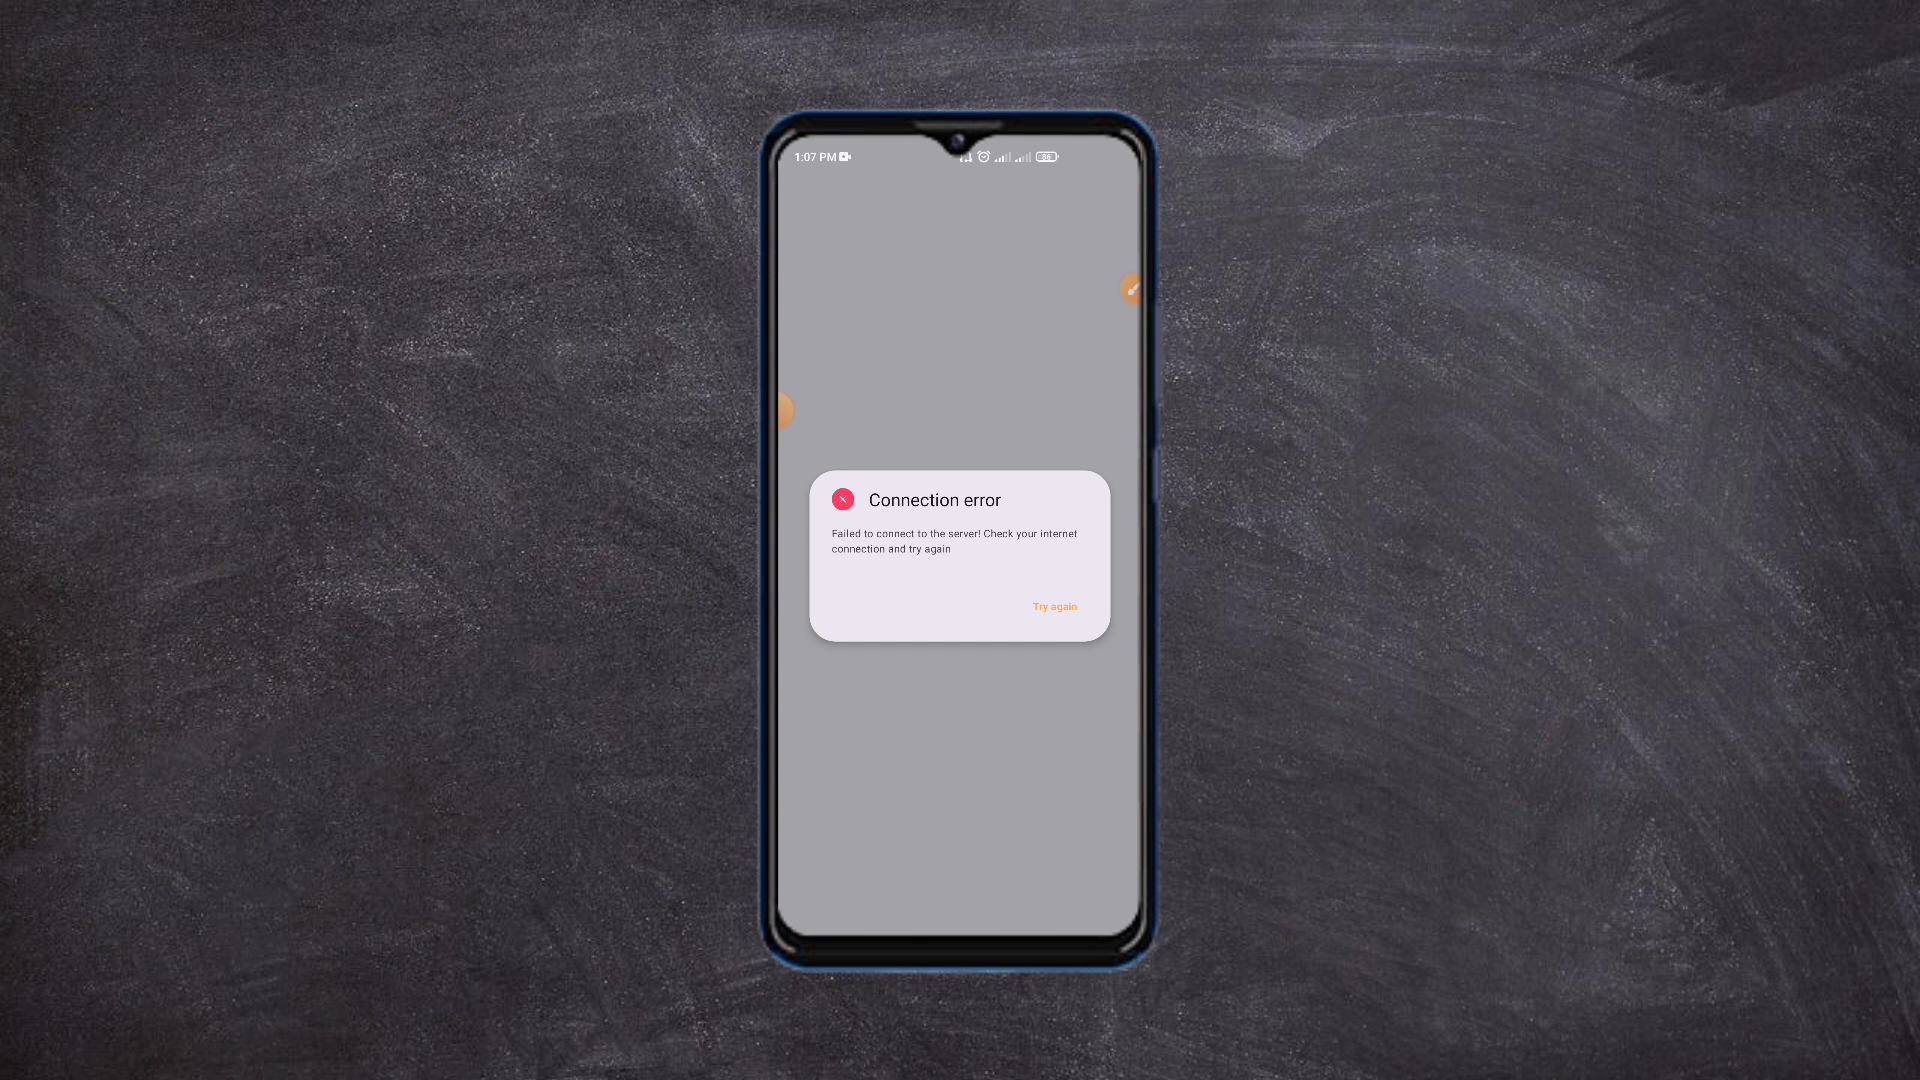 1:07 PM
Connection error
Failed to connect to the server! Check your internet
connection and try again
Try again